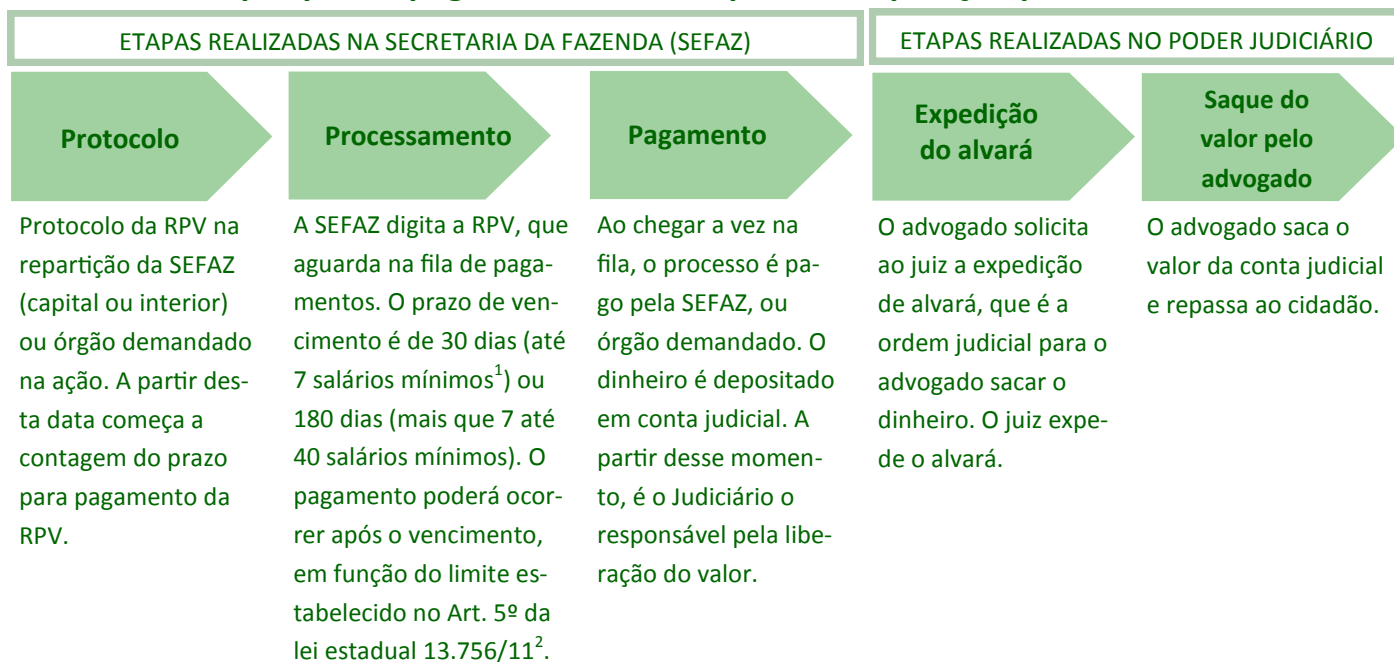 ETAPAS REALIZADAS NA SECRETARIA DA FAZENDA (SEFAZ)
ETAPAS REALIZADAS NO PODER JUDICIÁRIO
Protocolo
Protocolo da RPV na
repartição da SEFAZ
(capital ou interior)
ou órgão demandado
na ação. A partir des-
ta data começa a
contagem do prazo
para pagamento da
RPV.
Processamento
A SEFAZ digita a RPV, que
aguarda na fila de paga-
mentos. O prazo de ven-
cimento é de 30 dias (até
7 salários mínimos¹) ou
180 dias (mais que 7 até
40 salários mínimos). O
pagamento poderá ocor-
rer após o vencimento,
em função do limite es-
tabelecido no Art. 5º da
lei estadual 13.756/11².
Pagamento
Ao chegar a vez na
fila, o processo é pa-
go pela SEFAZ, ou
órgão demandado. O
dinheiro é depositado
em conta judicial. A
partir desse momen-
to, é o Judiciário o
responsável pela libe-
ração do valor.
Expedição
do alvará
O advogado solicita
ao juiz a expedição
de alvará, que é a
ordem judicial para o
advogado sacar o
dinheiro. O juiz expe-
de o alvará.
Saque do
valor pelo
advogado
O advogado saca o
valor da conta judicial
e repassa ao cidadão.